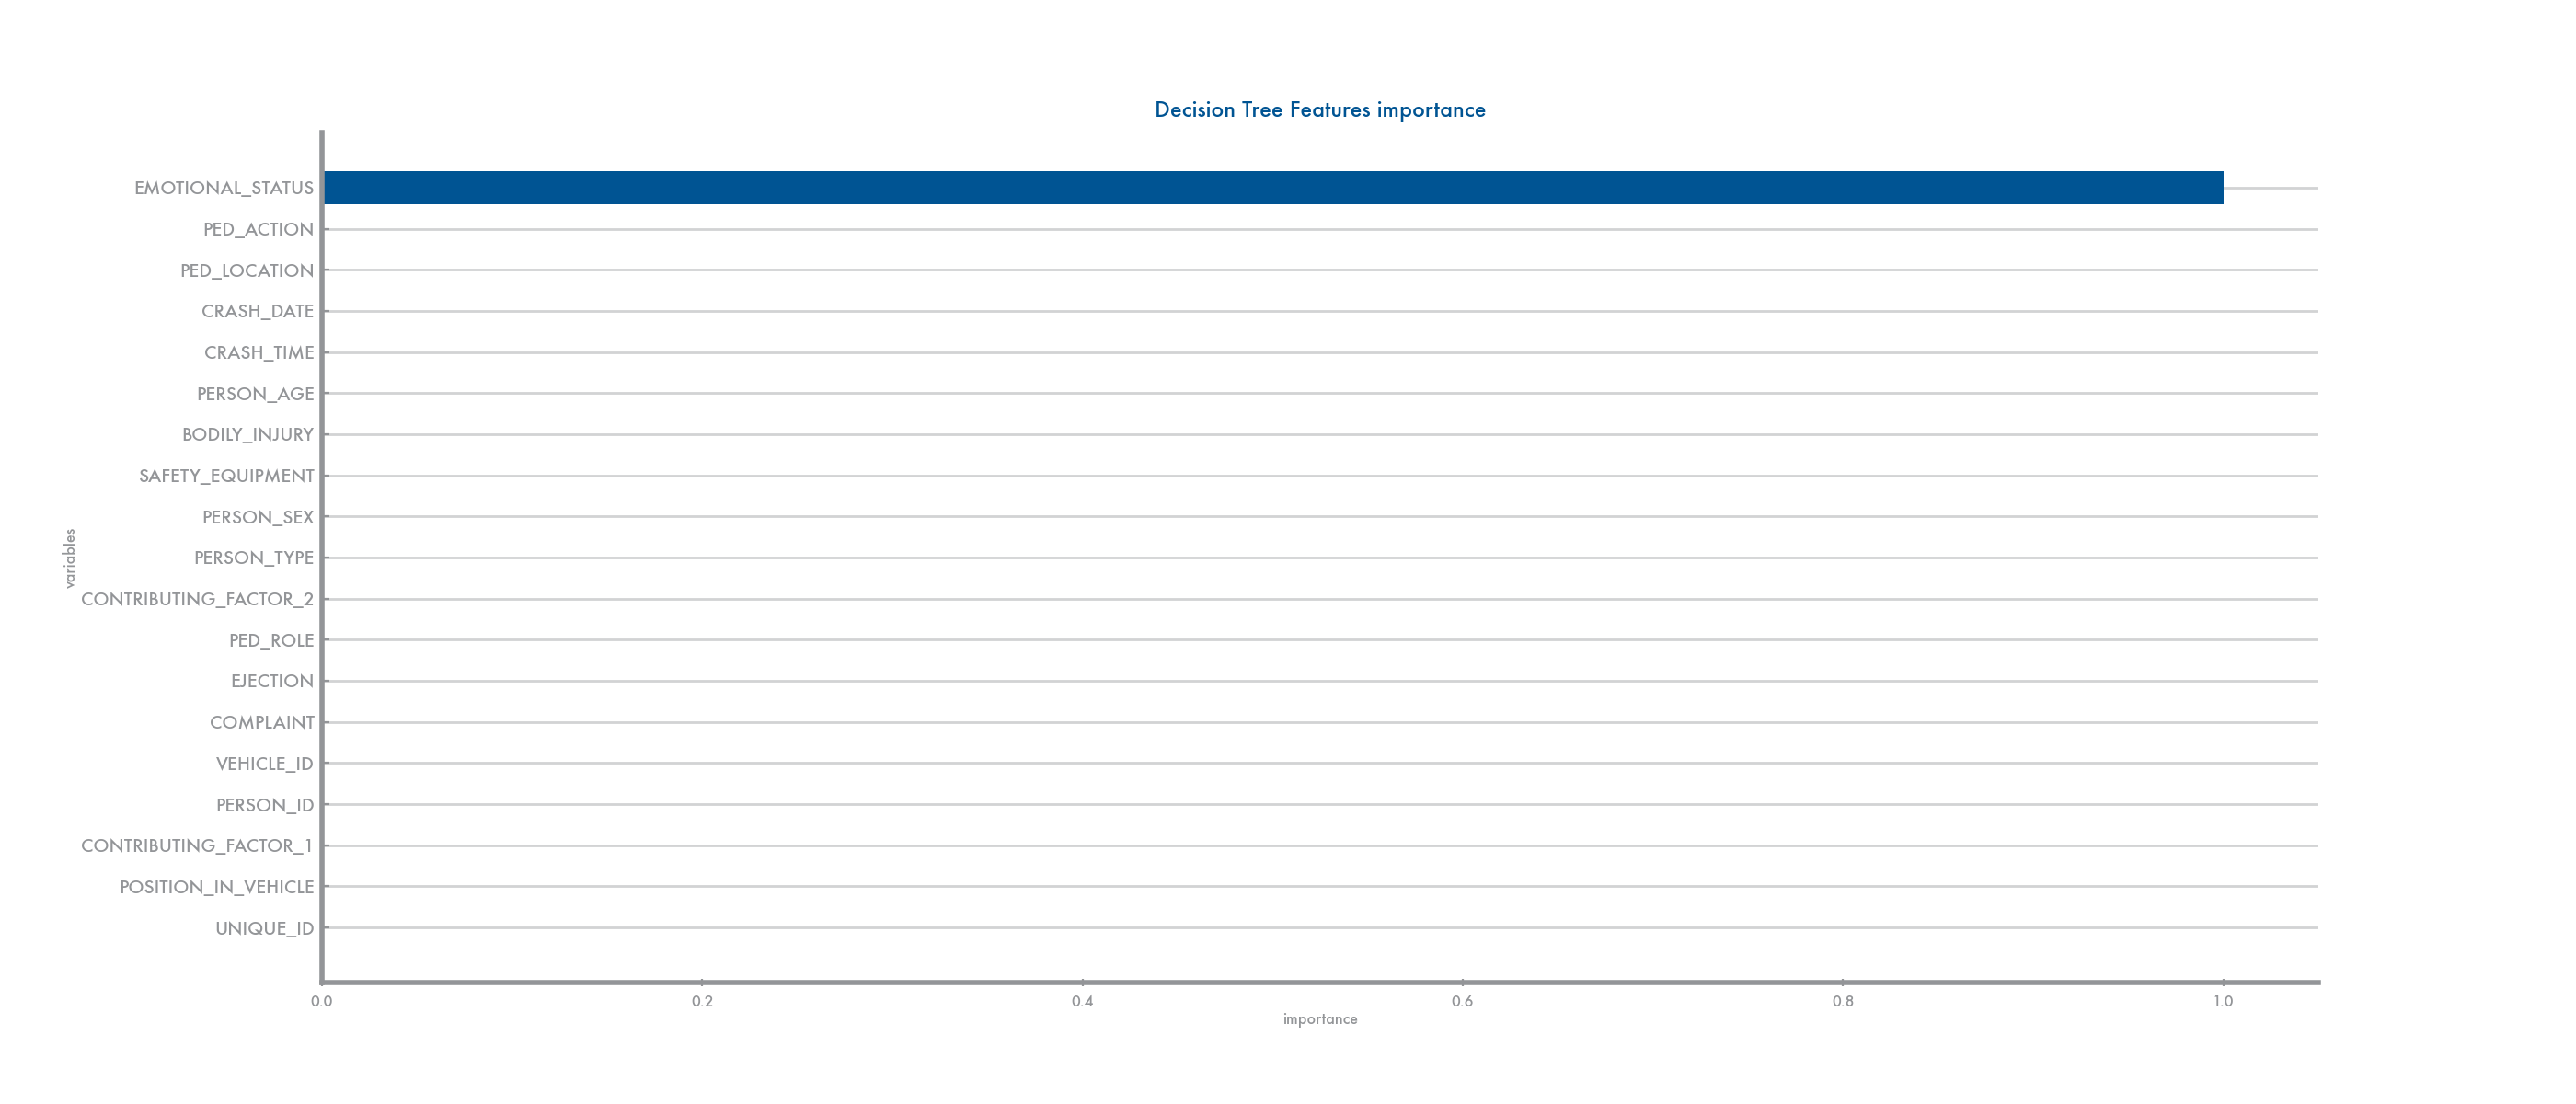 Decision Tree Features importance
EMOTIONAL_STATUS
PED_ACTION
PED_LOCATION
CRASH_DATE
CRASH_TIME
PERSON_AGE
BODILY_INJURY
SAFETY_EQUIPMENT
PERSON_SEX
PERSON_TYPE
CONTRIBUTING_FACTOR_2
PED_ROLE
EJECTION
COMPLAINT
VEHICLE_ID
PERSON_ID
CONTRIBUTING_FACTOR_1
POSITION_IN_VEHICLE
UNIQUE_ID
variables
0.0 0.2 0.4 0.6 0.8 1.0
importance